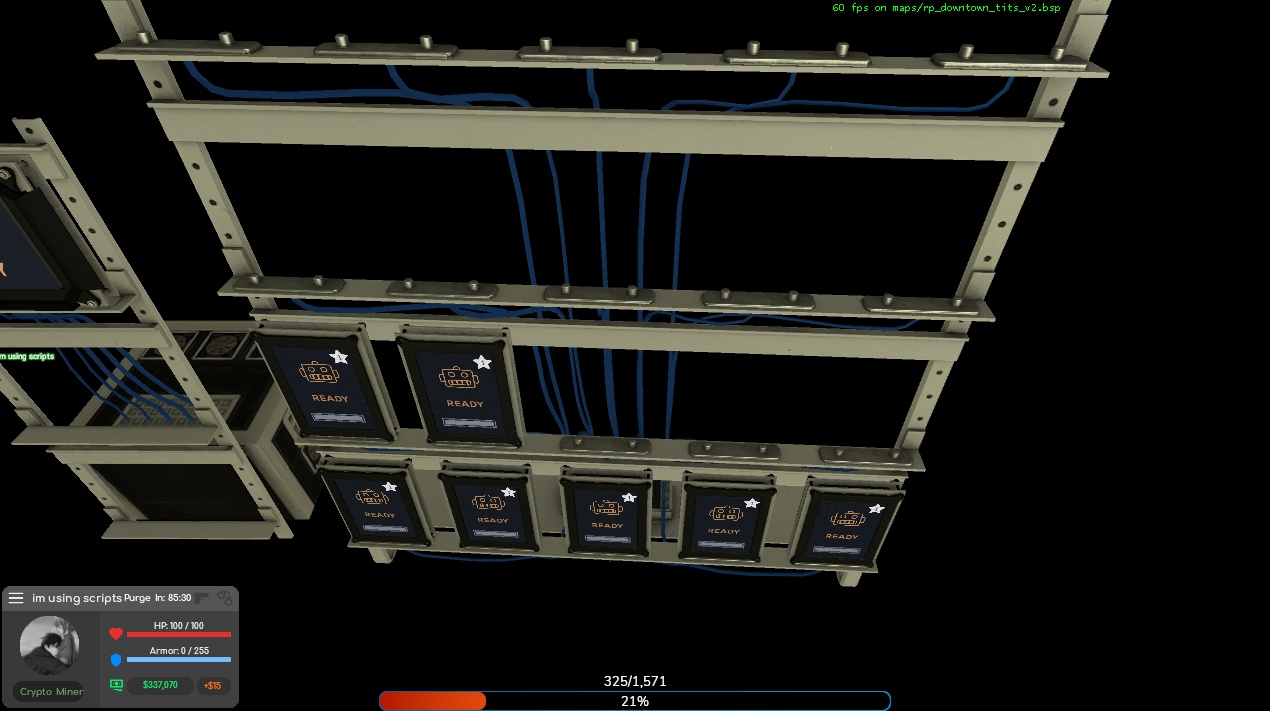 60 fps on maps/rp_downtown_tits_v2.bsp
m using scripts
READY
READY
READY
READY
READY
READY
READY
im using scripts Purge In: 85:30
HP: 100 / 100
Armor: 0 / 255
Crypto Miner
$337,070
+$15
325/1,571
21%